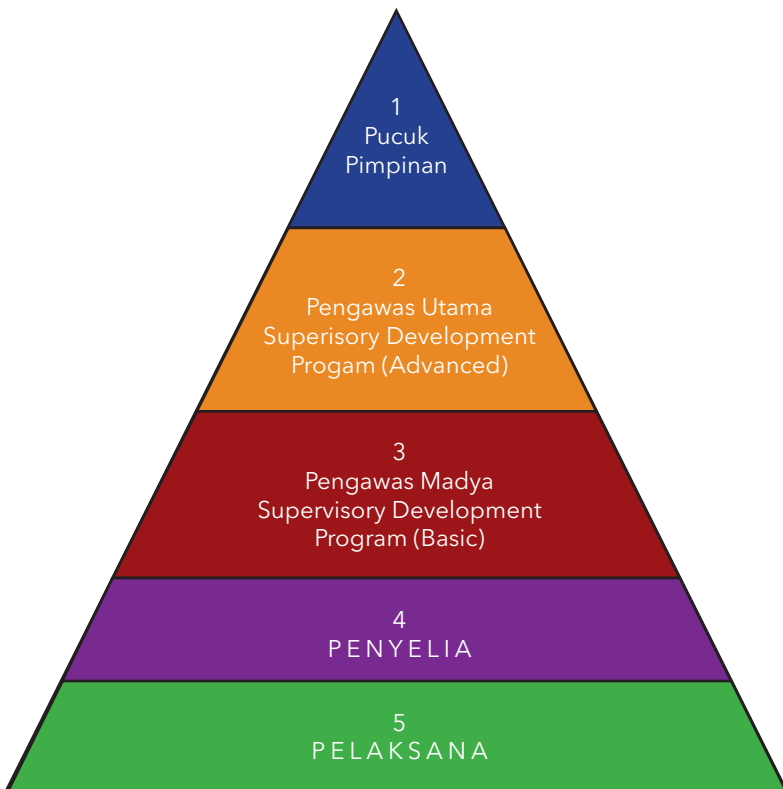 1
Pucuk
Pimpinan
2
Pengawas Utama
Superisory Development
Progam (Advanced)
3
Pengawas Madya
Supervisory Development
Program (Basic)
4
PENYELIA
5
PELAKSANA